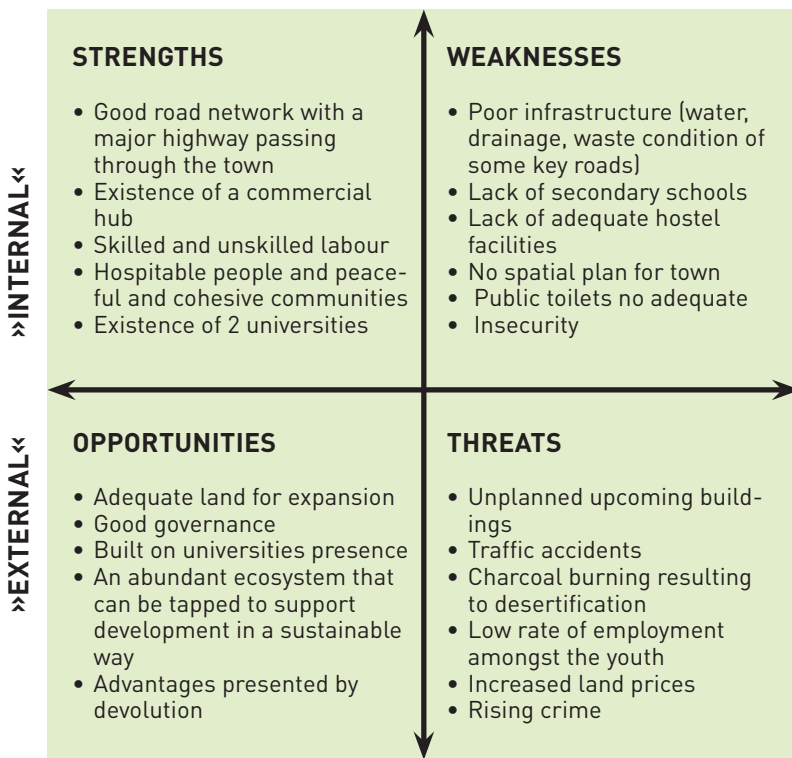 »INTERNAL«
STRENGTHS
• Good road network with a
major highway passing
through the town
• Existence of a commercial
hub
• Skilled and unskilled labour
• Hospitable people and peace-
ful and cohesive communities
• Existence of 2 universities
WEAKNESSES
• Poor infrastructure (water,
drainage, waste condition of
some key roads)
• Lack of secondary schools
• Lack of adequate hostel
facilities
• No spatial plan for town
• Public toilets no adequate
• Insecurity
»EXTERNAL«
OPPORTUNITIES
• Adequate land for expansion
• Good governance
• Built on universities presence
• An abundant ecosystem that
can be tapped to support
development in a sustainable
way
• Advantages presented by
devolution
THREATS
• Unplanned upcoming build-
ings
• Traffic accidents
• Charcoal burning resulting
to desertification
• Low rate of employment
amongst the youth
• Increased land prices
• Rising crime